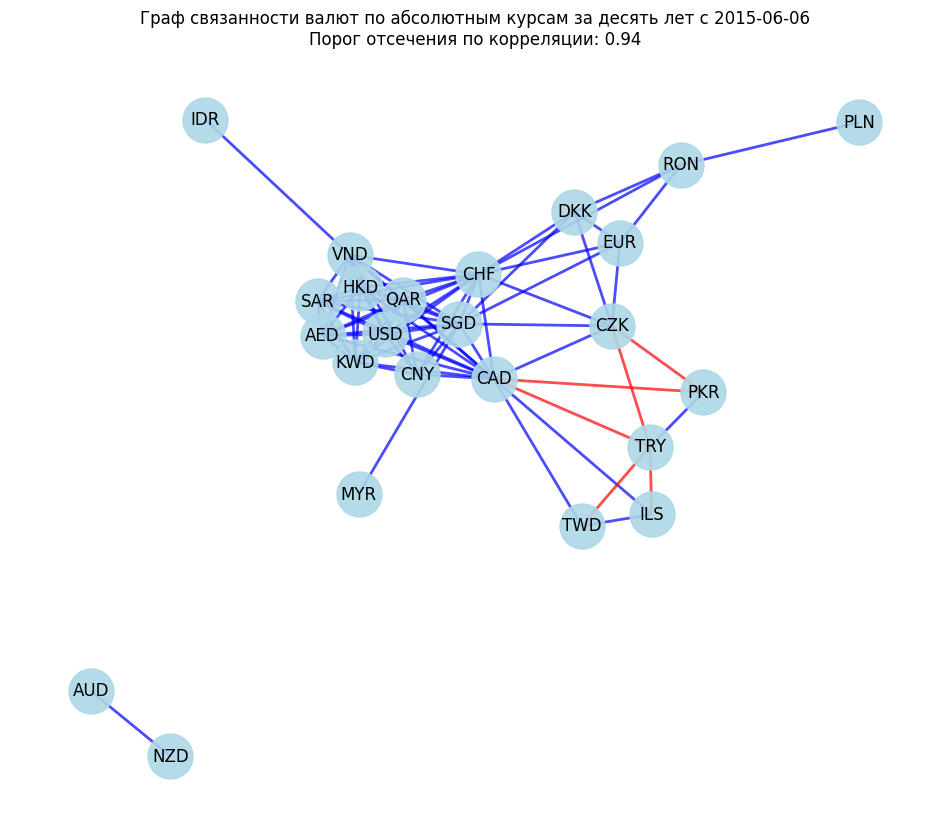 Граф связанности валют по абсолютным курсам за десять лет с 2015-06-06
Порог отсечения по корреляции: 0.94
IDR
PLN
RON
DKK
EUR
VND
CHF
HKD
SAR
QAR
SGD
CZK
AED
USD
KWD
CNY
CAD
PKR
TRY
MYR
ILS
TWD
AUD
NZD